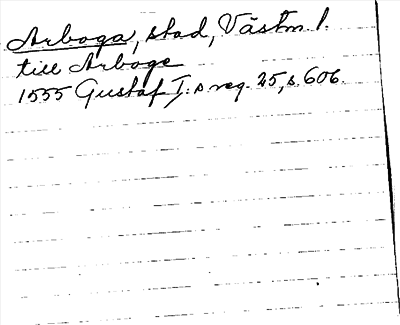 Arboga, stad, Västm l.
till Arboge
1555 Gustaf I:s reg. 25, s. 606.